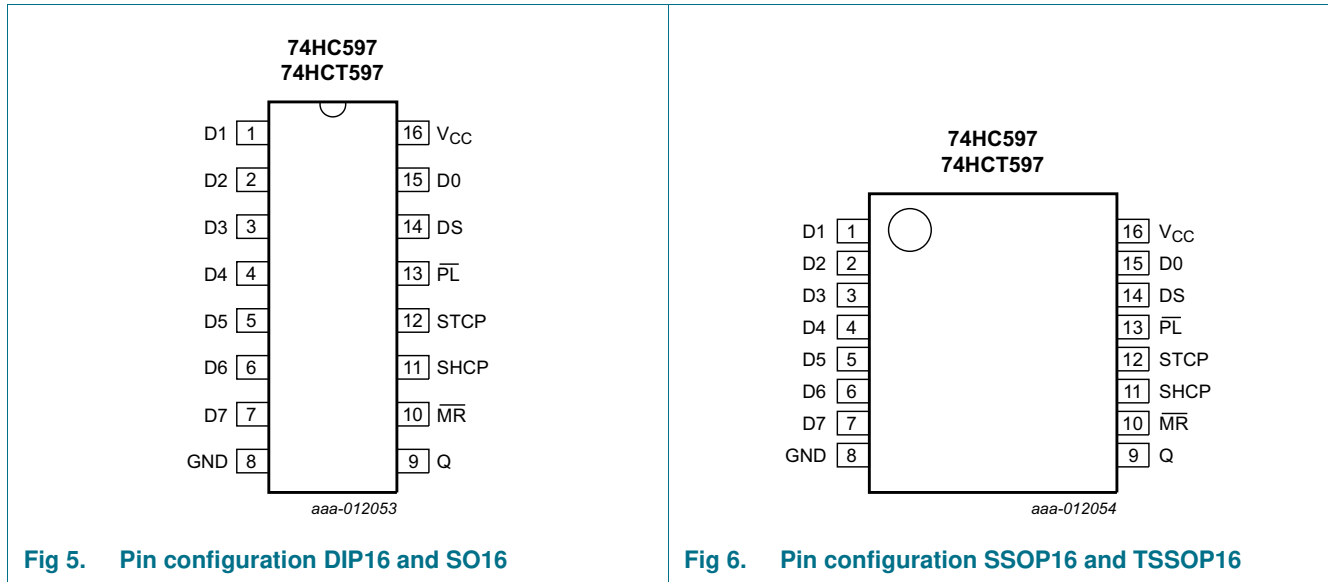 74HC597
74HCT597
D1 1 16 VCC
D2 2 15 D0
D3 3 14 DS
D4 4 13 P̅L̅
D5 5 12 STCP
D6 6 11 SHCP
D7 7 10 M̅R̅
GND 8 9 Q
aaa-012053
Fig 5. Pin configuration DIP16 and SO16
74HC597
74HCT597
D1 1 16 VCC
D2 2 15 D0
D3 3 14 DS
D4 4 13 P̅L̅
D5 5 12 STCP
D6 6 11 SHCP
D7 7 10 M̅R̅
GND 8 9 Q
aaa-012054
Fig 6. Pin configuration SSOP16 and TSSOP16